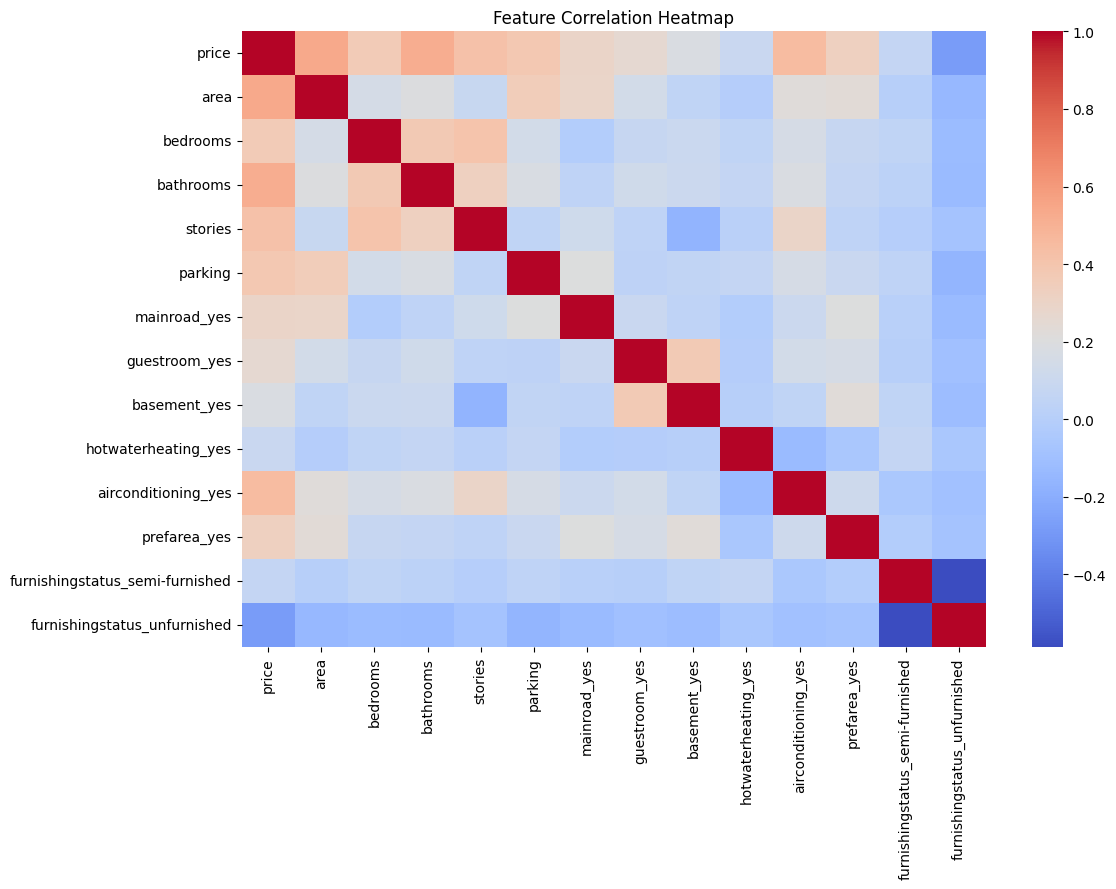 Feature Correlation Heatmap
price
area
bedrooms
bathrooms
stories
parking
mainroad_yes
guestroom_yes
basement_yes
hotwaterheating_yes
airconditioning_yes
prefarea_yes
furnishingstatus_semi-furnished
furnishingstatus_unfurnished
price
area
bedrooms
bathrooms
stories
parking
mainroad_yes
guestroom_yes
basement_yes
hotwaterheating_yes
airconditioning_yes
prefarea_yes
furnishingstatus_semi-furnished
furnishingstatus_unfurnished
1.0
0.8
0.6
0.4
0.2
0.0
−0.2
−0.4